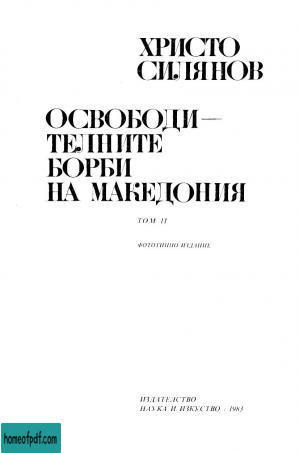 ХРИСТО
СИЛЯНОВ
ОСВОБОДИ—
ТЕЛНИТЕ
БОРБИ
НА МАКЕДОНИЯ
ТОМ II
ФОТОТИПНО ИЗДАНИЕ
ИЗДАТЕЛСТВО
НАУКА И ИЗКУСТВО / 1983
homeofpdf.com